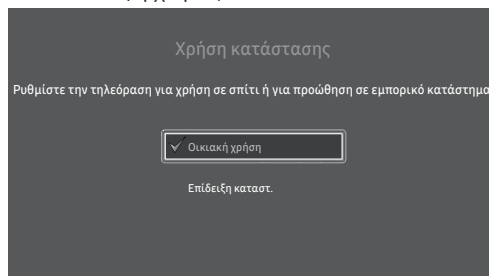 Χρήση κατάστασης
Ρυθμίστε την τηλεόραση για χρήση σε σπίτι ή για προώθηση σε εμπορικό κατάστημα
Οικιακή χρήση
Επίδειξη καταστ.